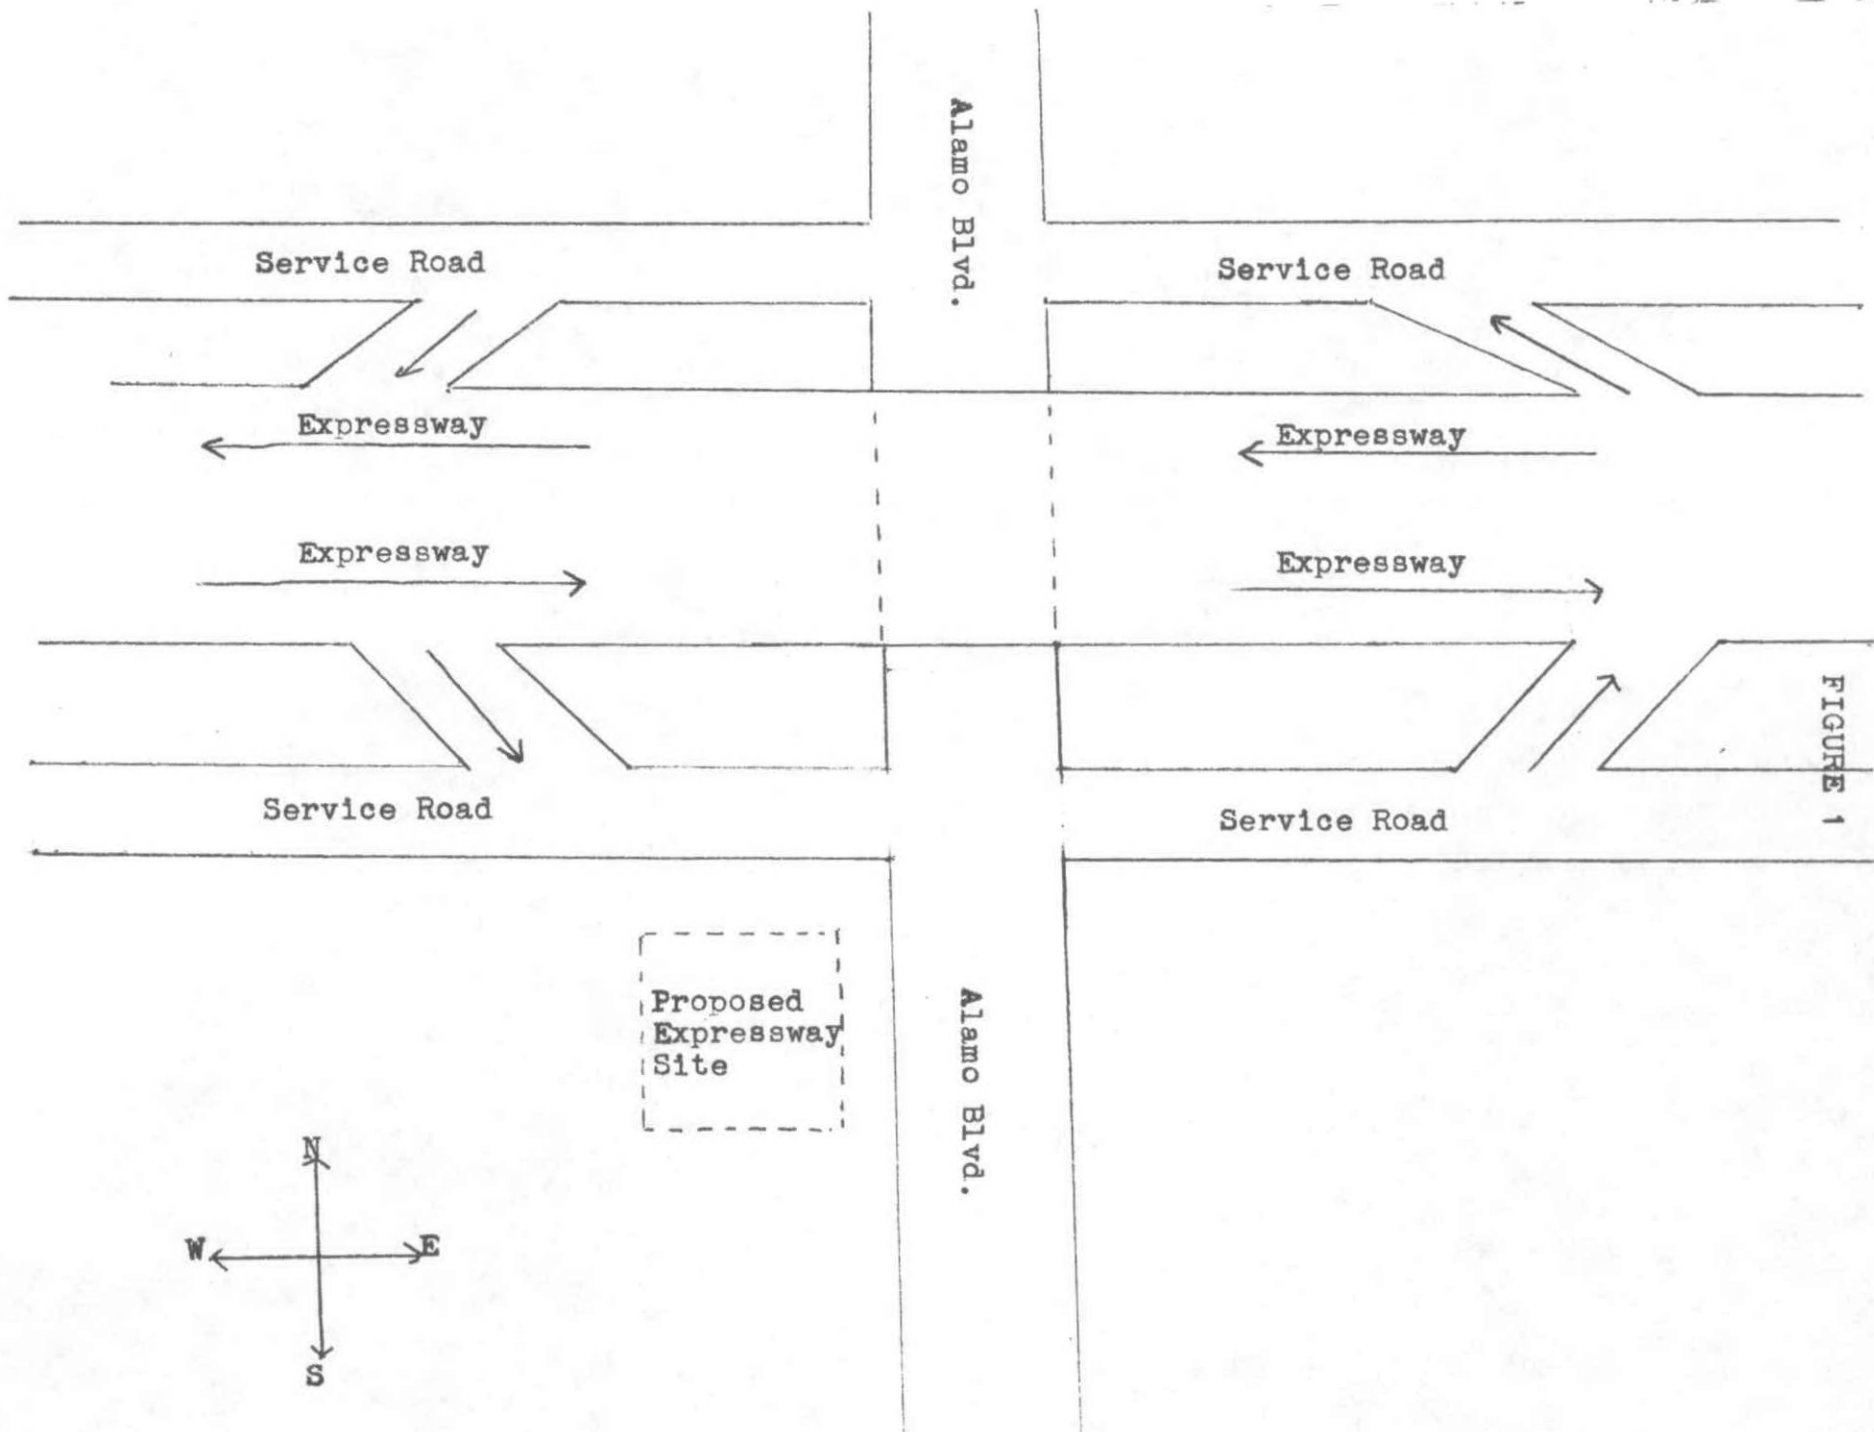 Alamo Blvd.
Service Road
Service Road
Expressway
Expressway
Expressway
Expressway
FIGURE 1
Service Road
Service Road
Proposed
Expressway
Site
Alamo Blvd.
N
W
E
S